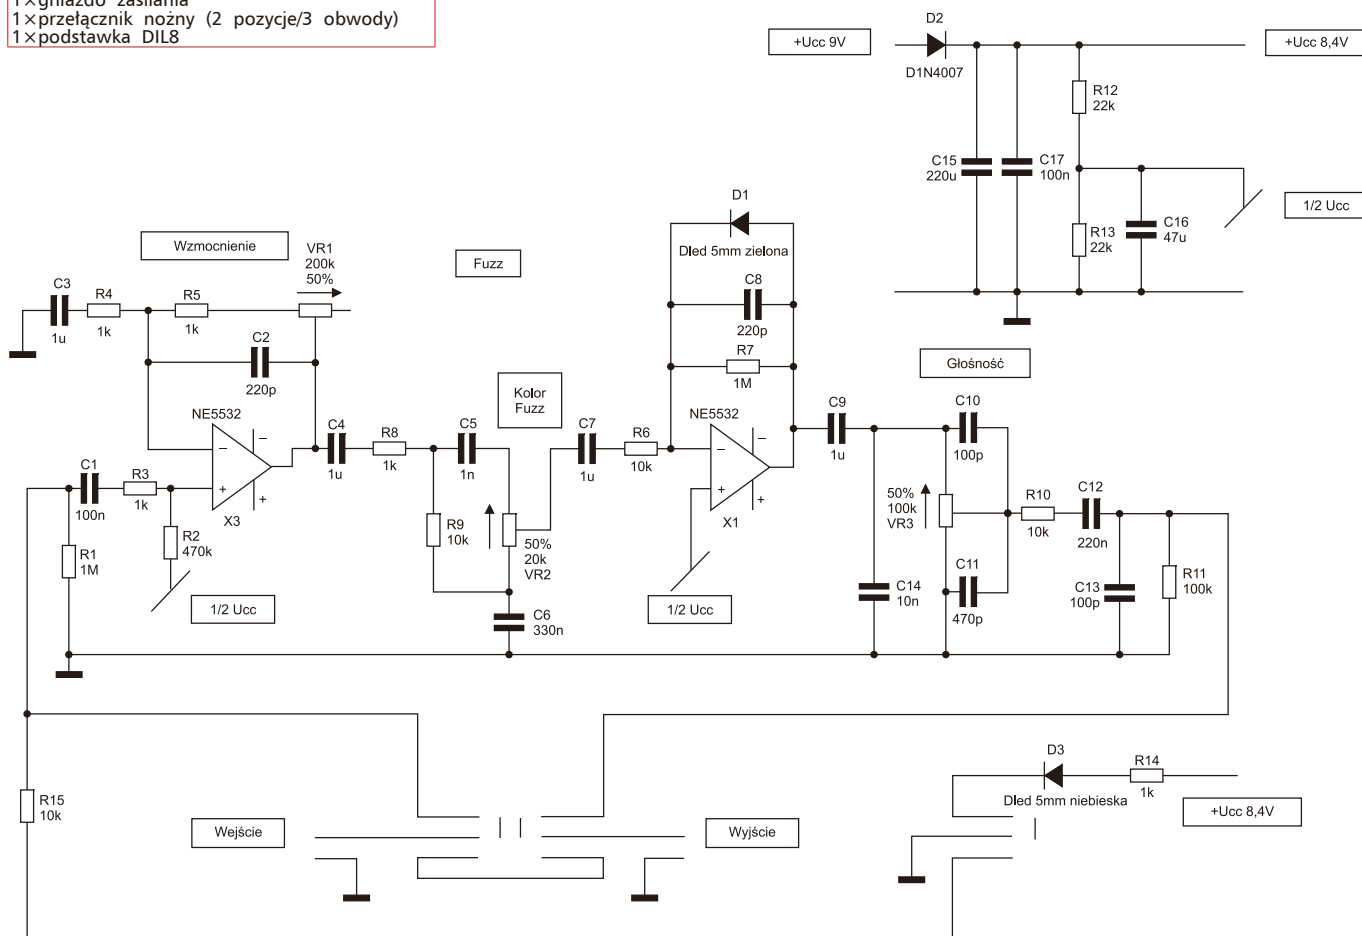 1×gniazdo zasilania
1×przełącznik nożny (2 pozycje/3 obwody)
1×podstawka DIL8
+Ucc 9V
D2
D1N4007
+Ucc 8,4V
R12
22k
C15
220u
C17
100n
R13
22k
C16
47u
1/2 Ucc
Wzmocnienie
VR1
200k
50%
Fuzz
D1
Dled 5mm zielona
C3
1u
R4
1k
R5
1k
C2
220p
C8
220p
R7
1M
Głośność
Kolor
Fuzz
NE5532
−
+
−
+
X3
C1
100n
R3
1k
R1
1M
R2
470k
1/2 Ucc
C4
1u
R8
1k
C5
1n
R9
10k
50%
20k
VR2
C6
330n
C7
1u
R6
10k
NE5532
−
+
−
+
X1
1/2 Ucc
C9
1u
C10
100p
50%
100k
VR3
C11
470p
C14
10n
R10
10k
C12
220n
C13
100p
R11
100k
R15
10k
Wejście
Wyjście
D3
Dled 5mm niebieska
R14
1k
+Ucc 8,4V